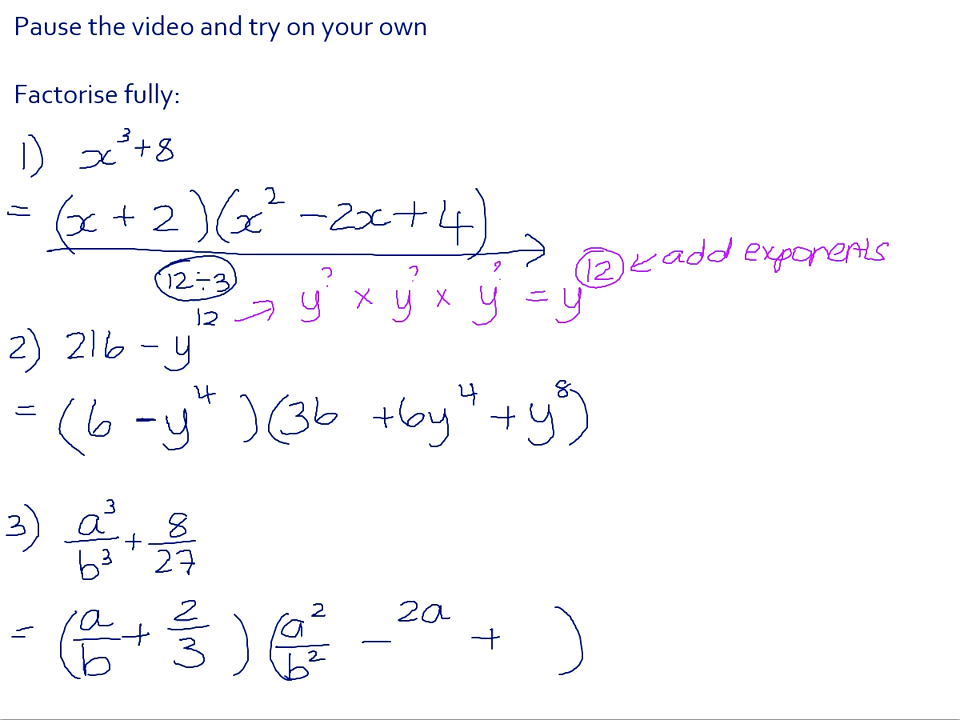 Pause the video and try on your own
Factorise fully:
1) x³+8
= (x + 2)(x² - 2x + 4)
12÷3
y^? × y^? × y^? = y^12 ← add exponents
2) 216 - y^12
= (6 - y⁴)(36 + 6y⁴ + y⁸)
3) a³/b³ + 8/27
= (a/b + 2/3)(a²/b² - 2a + )